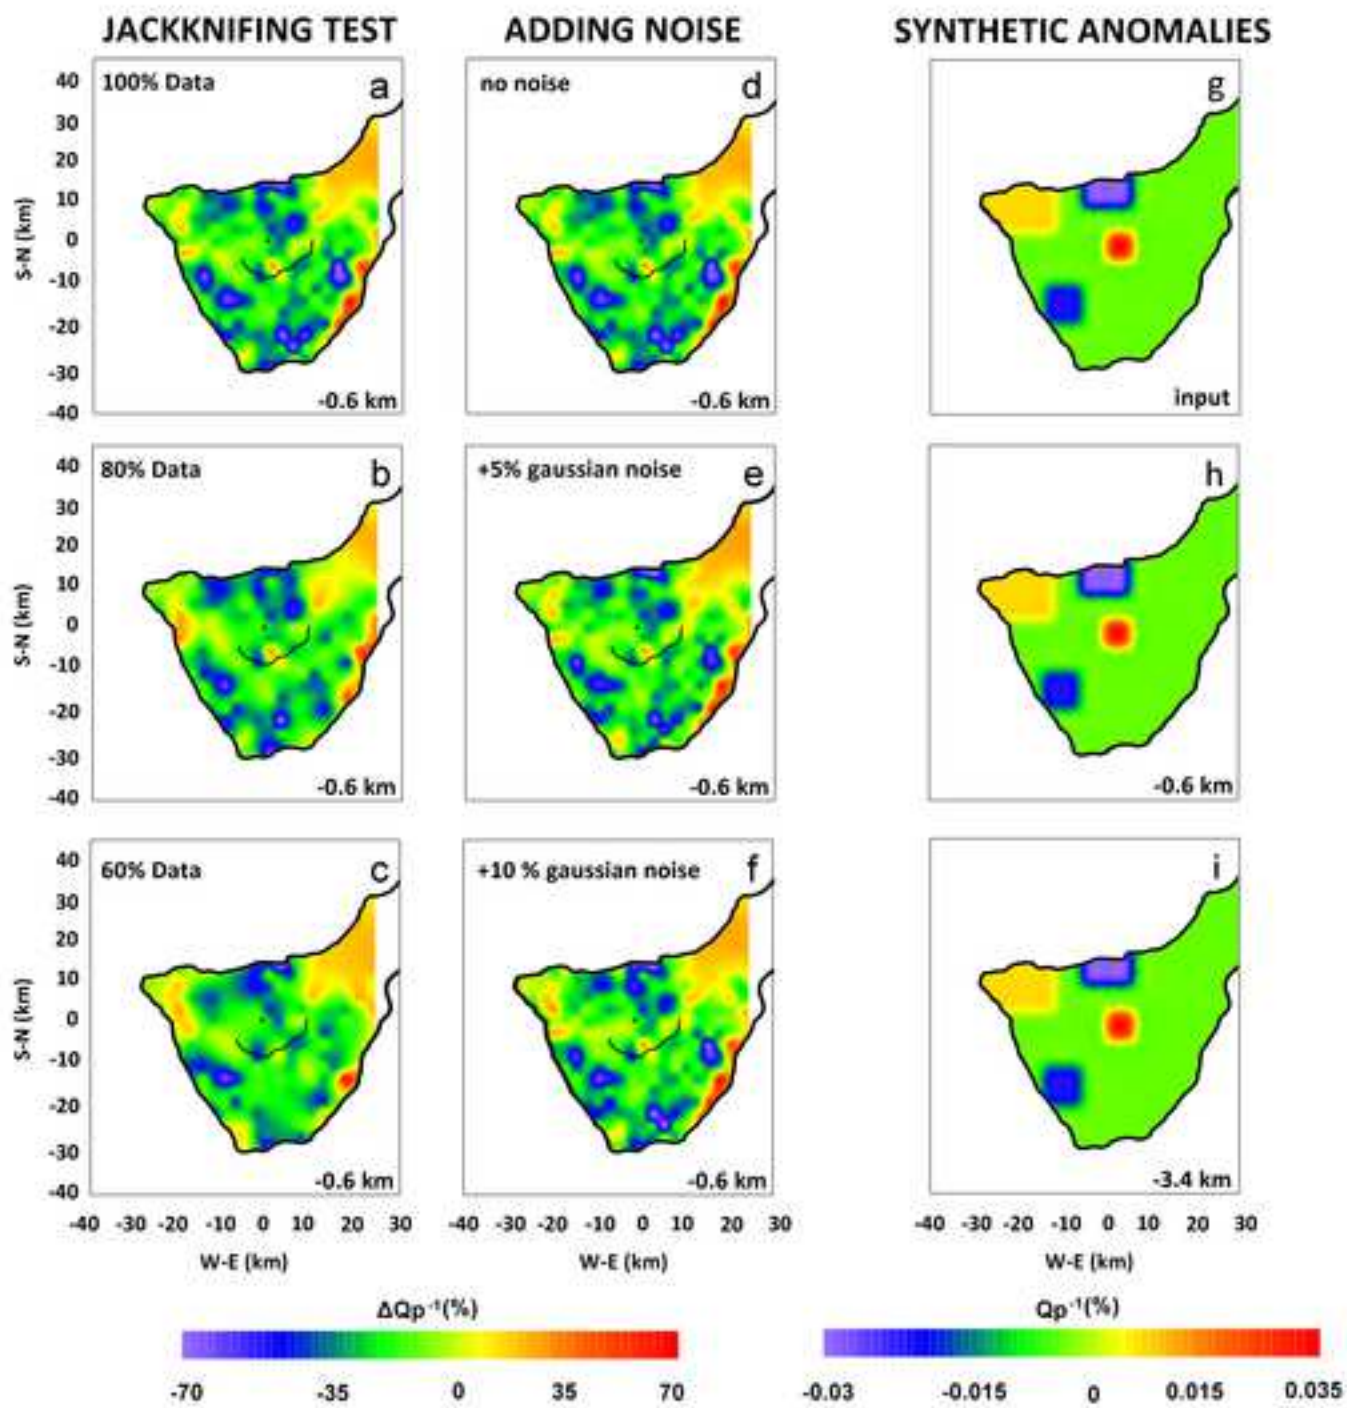 JACKKNIFING TEST ADDING NOISE SYNTHETIC ANOMALIES
100% Data a
no noise d
g
40
30
20
10
0
-10
-20
-30
-40
S-N (km)
-0.6 km
-0.6 km
input
80% Data b
+5% gaussian noise e
h
40
30
20
10
0
-10
-20
-30
-40
S-N (km)
-0.6 km
-0.6 km
-0.6 km
60% Data c
+10 % gaussian noise f
i
40
30
20
10
0
-10
-20
-30
-40
S-N (km)
-0.6 km
-0.6 km
-3.4 km
-40 -30 -20 -10 0 10 20 30
-40 -30 -20 -10 0 10 20 30
-40 -30 -20 -10 0 10 20 30
W-E (km) W-E (km) W-E (km)
ΔQp⁻¹(%)
Qp⁻¹(%)
-70 -35 0 35 70
-0.03 -0.015 0 0.015 0.035